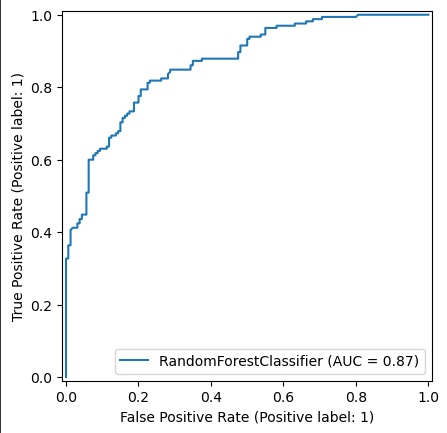 1.0
0.8
0.6
0.4
0.2
0.0
True Positive Rate (Positive label: 1)
RandomForestClassifier (AUC = 0.87)
0.0 0.2 0.4 0.6 0.8 1.0
False Positive Rate (Positive label: 1)